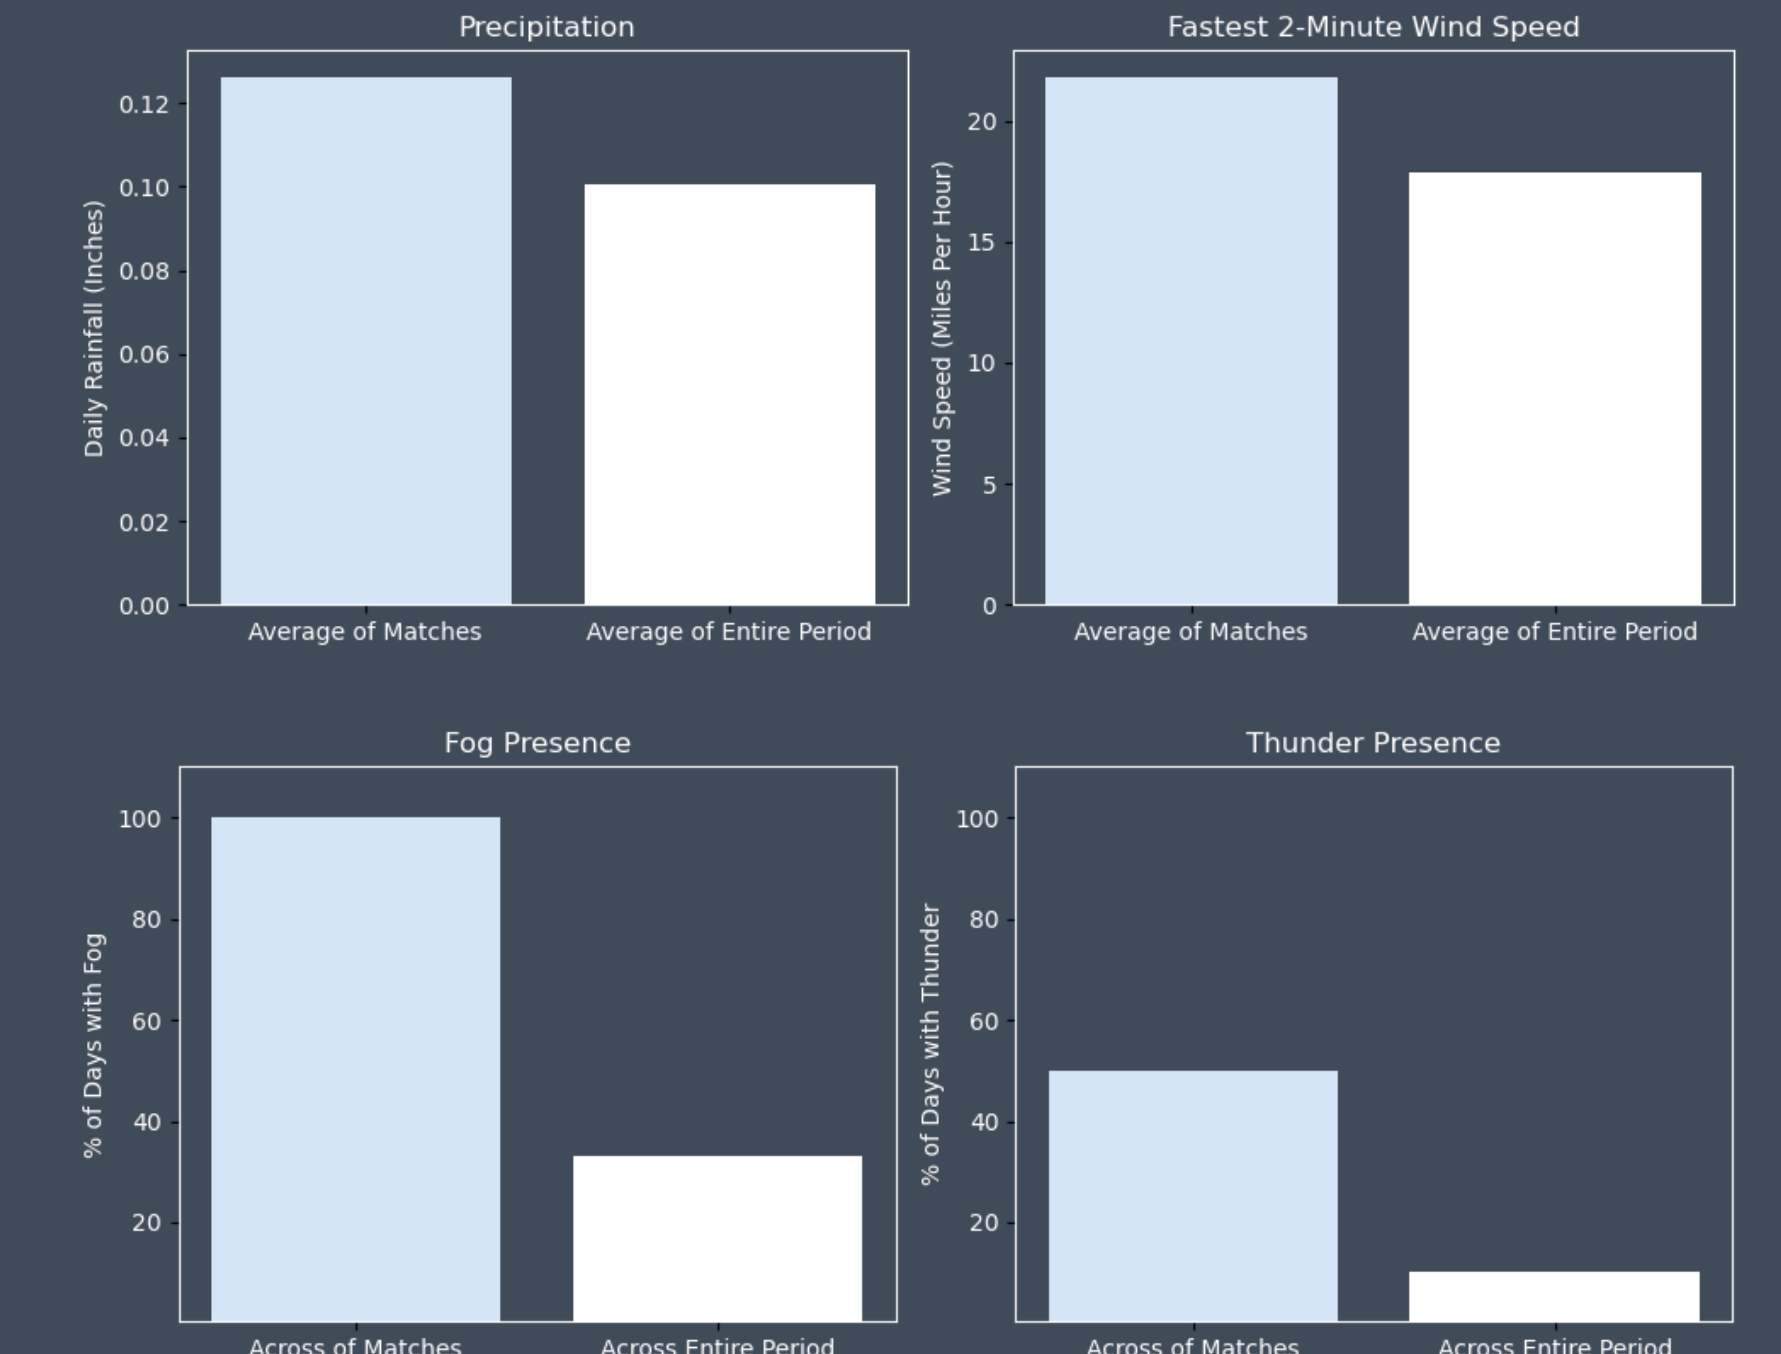 Precipitation
Daily Rainfall (Inches)
0.12
0.10
0.08
0.06
0.04
0.02
0.00
Average of Matches
Average of Entire Period
Fastest 2-Minute Wind Speed
Wind Speed (Miles Per Hour)
20
15
10
5
0
Average of Matches
Average of Entire Period
Fog Presence
% of Days with Fog
100
80
60
40
20
Across of Matches
Across Entire Period
Thunder Presence
% of Days with Thunder
100
80
60
40
20
Across of Matches
Across Entire Period